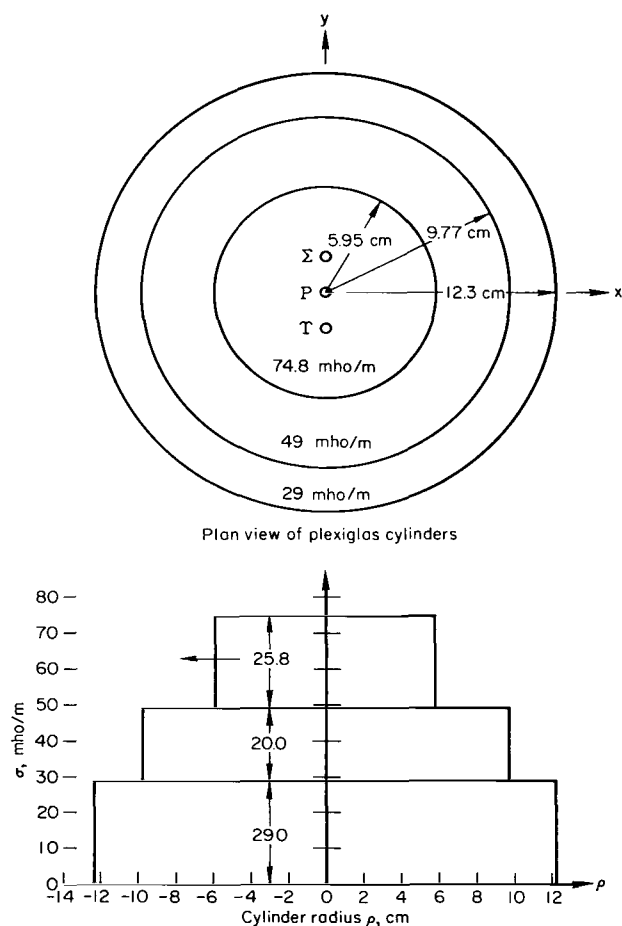 y
5.95 cm
9.77 cm
Σ
P
12.3 cm
x
Υ
74.8 mho/m
49 mho/m
29 mho/m
Plan view of plexiglas cylinders
σ, mho/m
80
70
60
50
40
30
20
10
0
25.8
20.0
29.0
-14 -12 -10 -8 -6 -4 -2 0 2 4 6 8 10 12
ρ
Cylinder radius ρ, cm